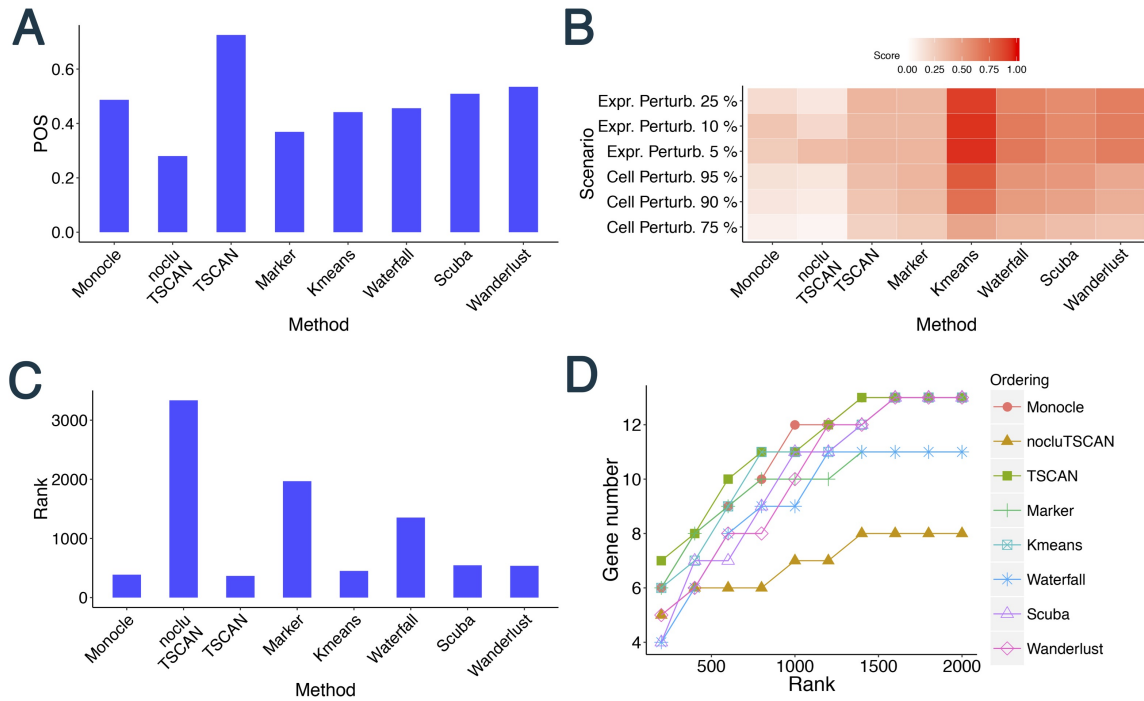 A
POS
0.6
0.4
0.2
0.0
Monocle
noclu
TSCAN
TSCAN
Marker
Kmeans
Waterfall
Scuba
Wanderlust
Method
B
Score
0.00 0.25 0.50 0.75 1.00
Scenario
Expr. Perturb. 25 %
Expr. Perturb. 10 %
Expr. Perturb. 5 %
Cell Perturb. 95 %
Cell Perturb. 90 %
Cell Perturb. 75 %
Monocle
noclu
TSCAN
TSCAN
Marker
Kmeans
Waterfall
Scuba
Wanderlust
Method
C
Rank
3000
2000
1000
0
Monocle
noclu
TSCAN
TSCAN
Marker
Kmeans
Waterfall
Scuba
Wanderlust
Method
D
Gene number
12
10
8
6
4
500 1000 1500 2000
Rank
Ordering
Monocle
nocluTSCAN
TSCAN
Marker
Kmeans
Waterfall
Scuba
Wanderlust